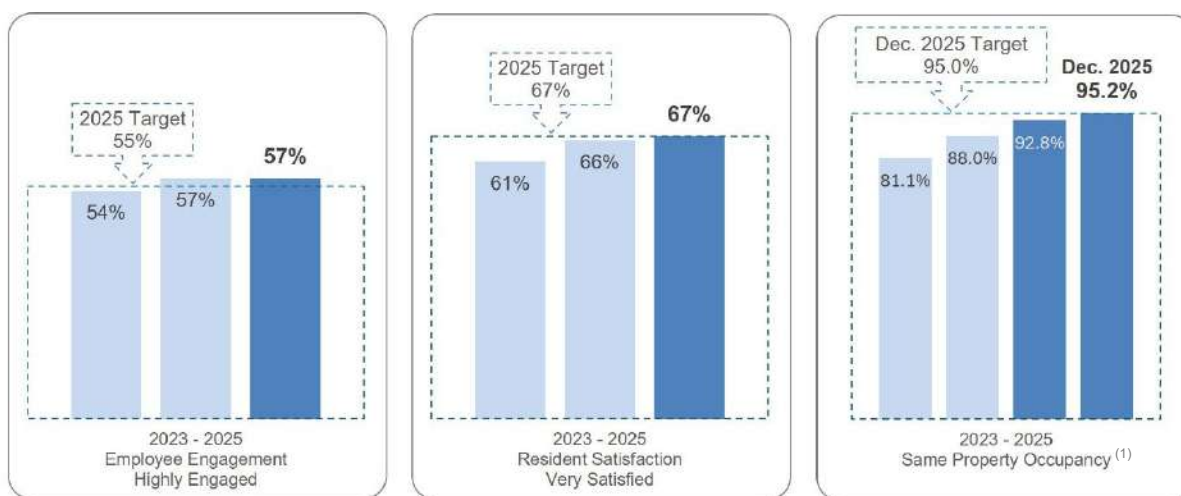 2025 Target
55%
57%
54%
57%
2023 - 2025
Employee Engagement
Highly Engaged
2025 Target
67%
67%
61%
66%
2023 - 2025
Resident Satisfaction
Very Satisfied
Dec. 2025 Target
95.0%
Dec. 2025
95.2%
81.1%
88.0%
92.8%
2023 - 2025
Same Property Occupancy (1)